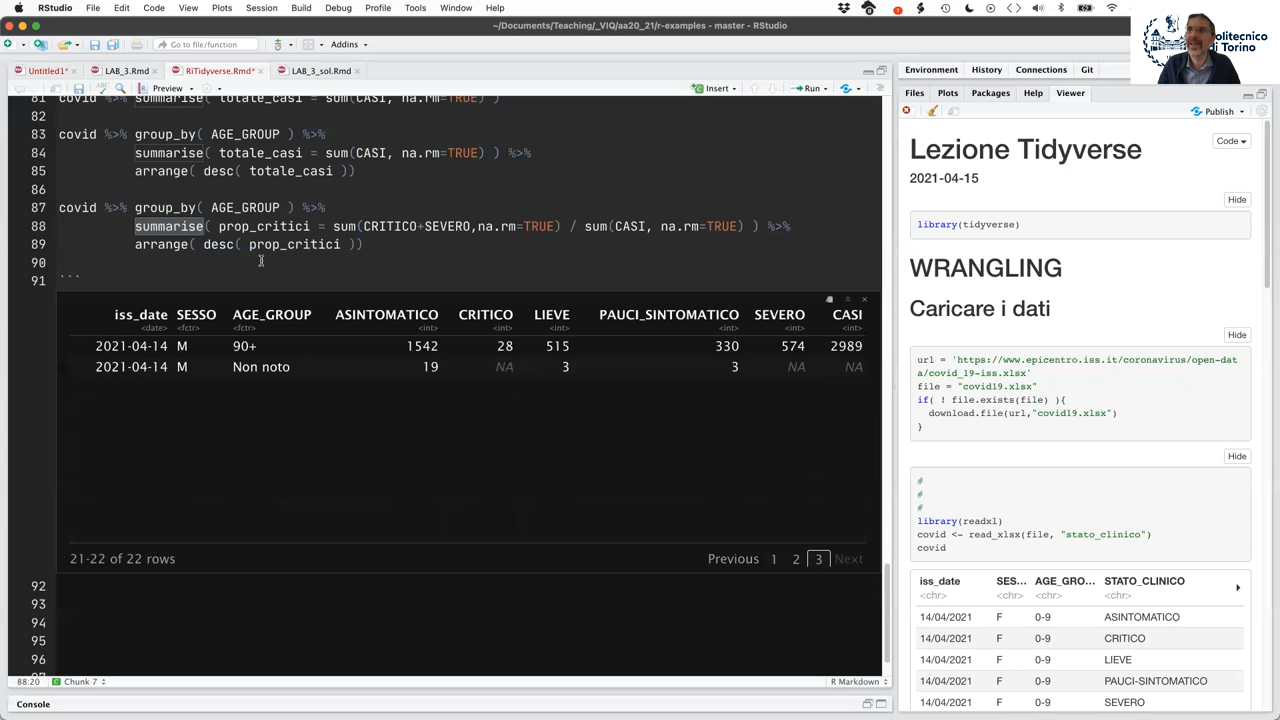 RStudio File Edit Code View Plots Session Build Debug Profile Tools Window Help
~/Documents/Teaching/_VIQ/aa20_21/r-examples - master - RStudio
Go to file/function Addins
Politecnico
di Torino
Untitled1* LAB_3.Rmd RiTidyverse.Rmd* LAB_3_sol.Rmd
Preview Insert Run
81 covid %>% summarise( totale_casi = sum(CASI, na.rm=TRUE) )
82
83 covid %>% group_by( AGE_GROUP ) %>%
84 summarise( totale_casi = sum(CASI, na.rm=TRUE) ) %>%
85 arrange( desc( totale_casi ))
86
87 covid %>% group_by( AGE_GROUP ) %>%
88 summarise( prop_critici = sum(CRITICO+SEVERO,na.rm=TRUE) / sum(CASI, na.rm=TRUE) ) %>%
89 arrange( desc( prop_critici ))
90
91 ```
iss_date SESSO AGE_GROUP ASINTOMATICO CRITICO LIEVE PAUCI_SINTOMATICO SEVERO CASI
<date> <fctr> <fctr> <int> <int> <int> <int> <int> <int>
2021-04-14 M 90+ 1542 28 515 330 574 2989
2021-04-14 M Non noto 19 NA 3 3 NA NA
21-22 of 22 rows Previous 1 2 3 Next
92
93
94
95
96
88:20 Chunk 7 R Markdown
Console
Environment History Connections Git
Files Plots Packages Help Viewer
Publish
Lezione Tidyverse
Code
2021-04-15
Hide
library(tidyverse)
WRANGLING
Caricare i dati
Hide
url = 'https://www.epicentro.iss.it/coronavirus/open-dat
a/covid_19-iss.xlsx'
file = "covid19.xlsx"
if( ! file.exists(file) ){
download.file(url,"covid19.xlsx")
}
Hide
#
#
#
library(readxl)
covid <- read_xlsx(file, "stato_clinico")
covid
iss_date SES... AGE_GRO... STATO_CLINICO
<chr> <chr> <chr> <chr>
14/04/2021 F 0-9 ASINTOMATICO
14/04/2021 F 0-9 CRITICO
14/04/2021 F 0-9 LIEVE
14/04/2021 F 0-9 PAUCI-SINTOMATICO
14/04/2021 F 0-9 SEVERO